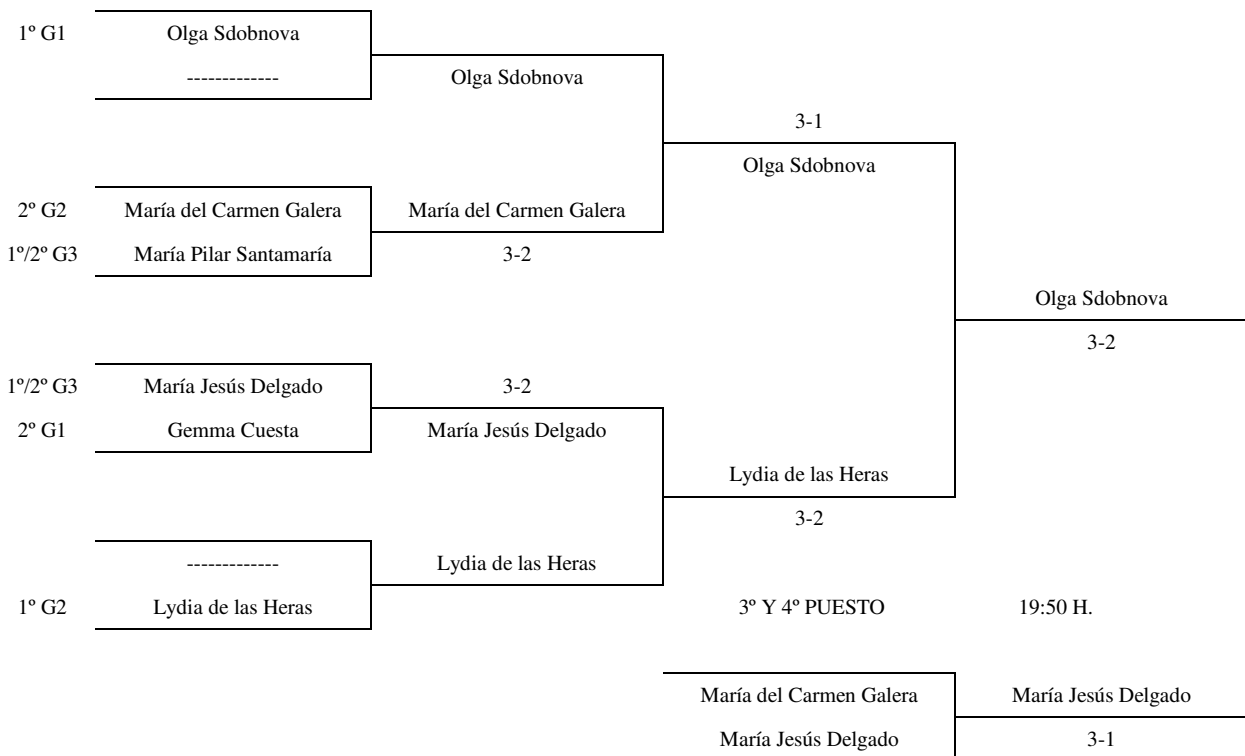 1º G1 Olga Sdobnova
------------- Olga Sdobnova
3-1
Olga Sdobnova
2º G2 María del Carmen Galera María del Carmen Galera
1º/2º G3 María Pilar Santamaría 3-2
Olga Sdobnova
3-2
1º/2º G3 María Jesús Delgado 3-2
2º G1 Gemma Cuesta María Jesús Delgado
Lydia de las Heras
3-2
------------- Lydia de las Heras
1º G2 Lydia de las Heras 3º Y 4º PUESTO 19:50 H.
María del Carmen Galera María Jesús Delgado
María Jesús Delgado 3-1